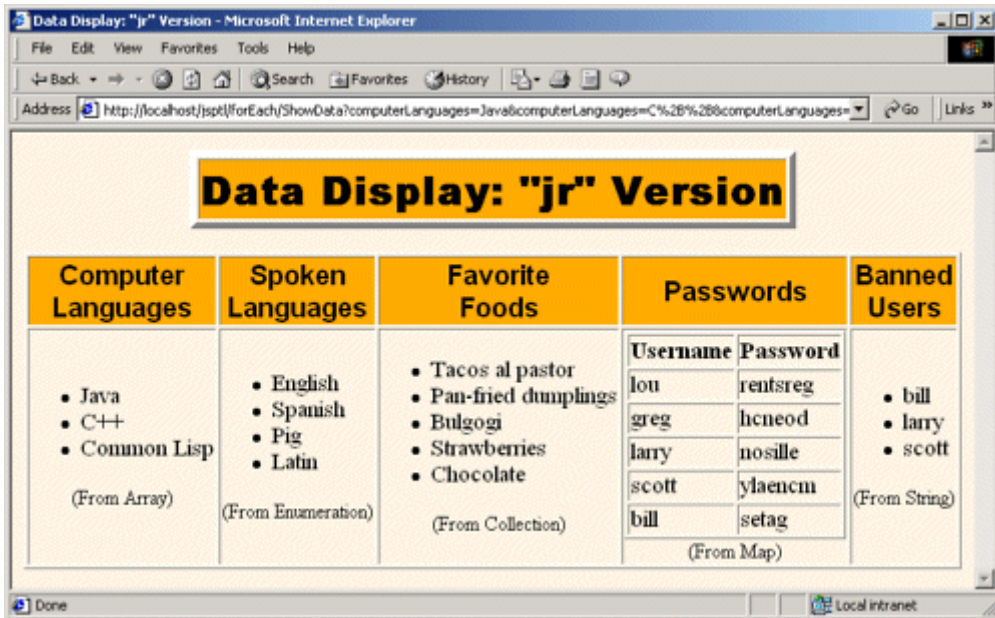 Data Display: "jr" Version - Microsoft Internet Explorer
File Edit View Favorites Tools Help
Back Search Favorites History
Address http://localhost/jsptl/forEach/ShowData?computerLanguages=Java&computerLanguages=C%2B%2B&computerLanguages= Go Links »
Data Display: "jr" Version
Computer
Languages
Spoken
Languages
Favorite
Foods
Passwords
Banned
Users
Java
C++
Common Lisp
(From Array)
English
Spanish
Pig
Latin
(From Enumeration)
Tacos al pastor
Pan-fried dumplings
Bulgogi
Strawberries
Chocolate
(From Collection)
Username Password
lou rentsreg
greg hcneod
larry nosille
scott ylaencm
bill setag
(From Map)
bill
larry
scott
(From String)
Done Local intranet